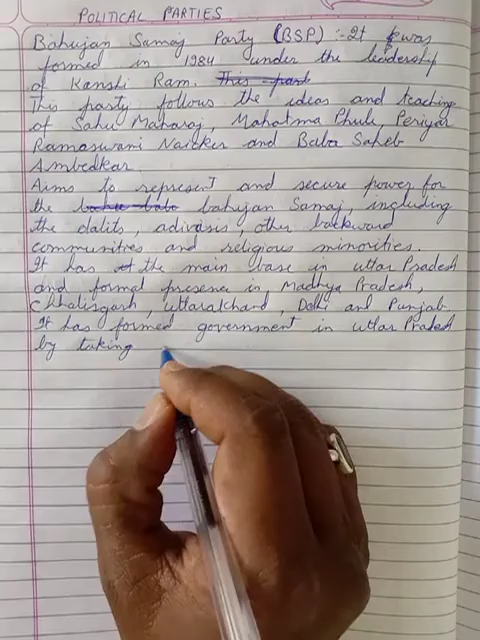 POLITICAL PARTIES
Bahujan Samaj Party (BSP) :- It was
formed in 1984 under the leadership
of Kanshi Ram. This part
This party follows the ideas and teaching
of Sahu Maharaj, Mahatma Phule, Periyar
Ramaswami Naicker and Baba Saheb
Ambedkar
Aims to represent and secure power for
the bahujan Samaj, including
the dalits, adivasis, other backward
communities and religious minorities.
It has the main base in uttar Pradesh
and formal presence in, Madhya Pradesh,
Chhatisgarh, uttarakhand, Delhi and Punjab.
It has formed government in uttar Pradesh
by taking